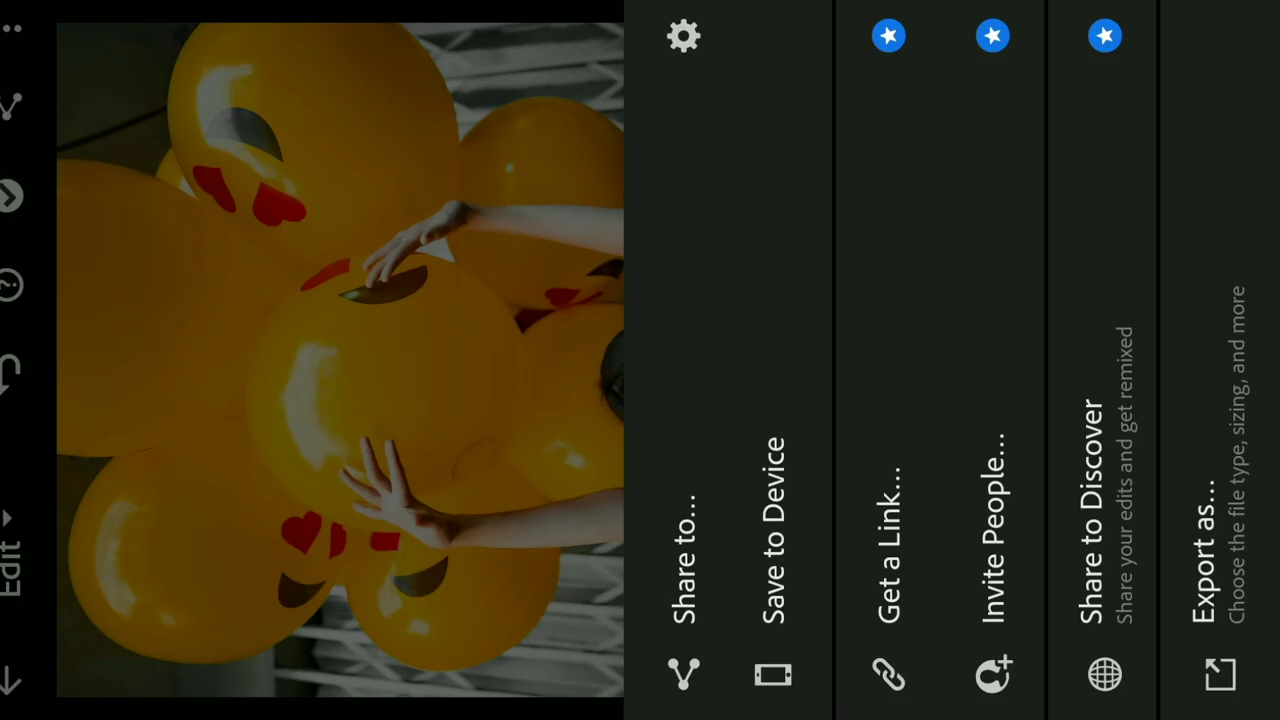 Edit
Share to...
Save to Device
Get a Link...
Invite People...
Share to Discover
Share your edits and get remixed
Export as...
Choose the file type, sizing, and more